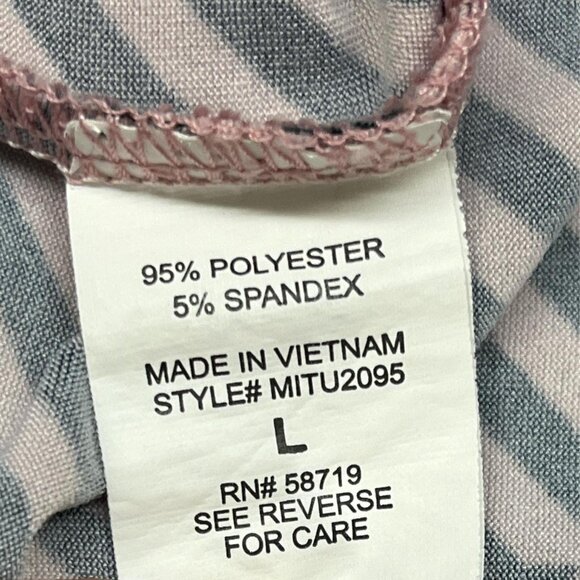 95% POLYESTER
5% SPANDEX
MADE IN VIETNAM
STYLE# MITU2095
L
RN# 58719
SEE REVERSE
FOR CARE